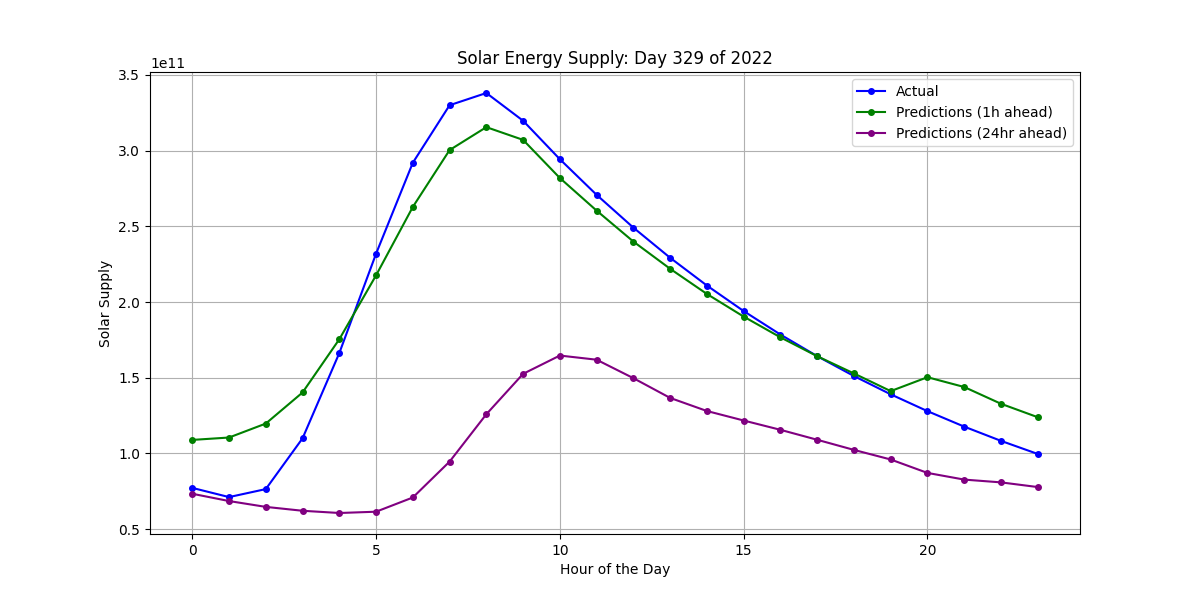 Solar Energy Supply: Day 329 of 2022
1e11
3.5
3.0
2.5
2.0
1.5
1.0
0.5
Solar Supply
Actual
Predictions (1h ahead)
Predictions (24hr ahead)
0 5 10 15 20
Hour of the Day